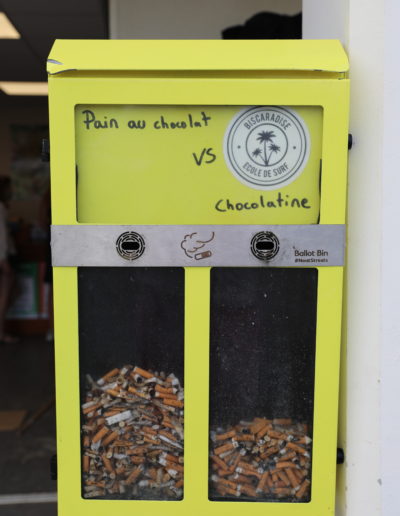 Pain au chocolat
VS
BISCARADISE
ECOLE DE SURF
Chocolatine
Ballot Bin
#NeatStreets